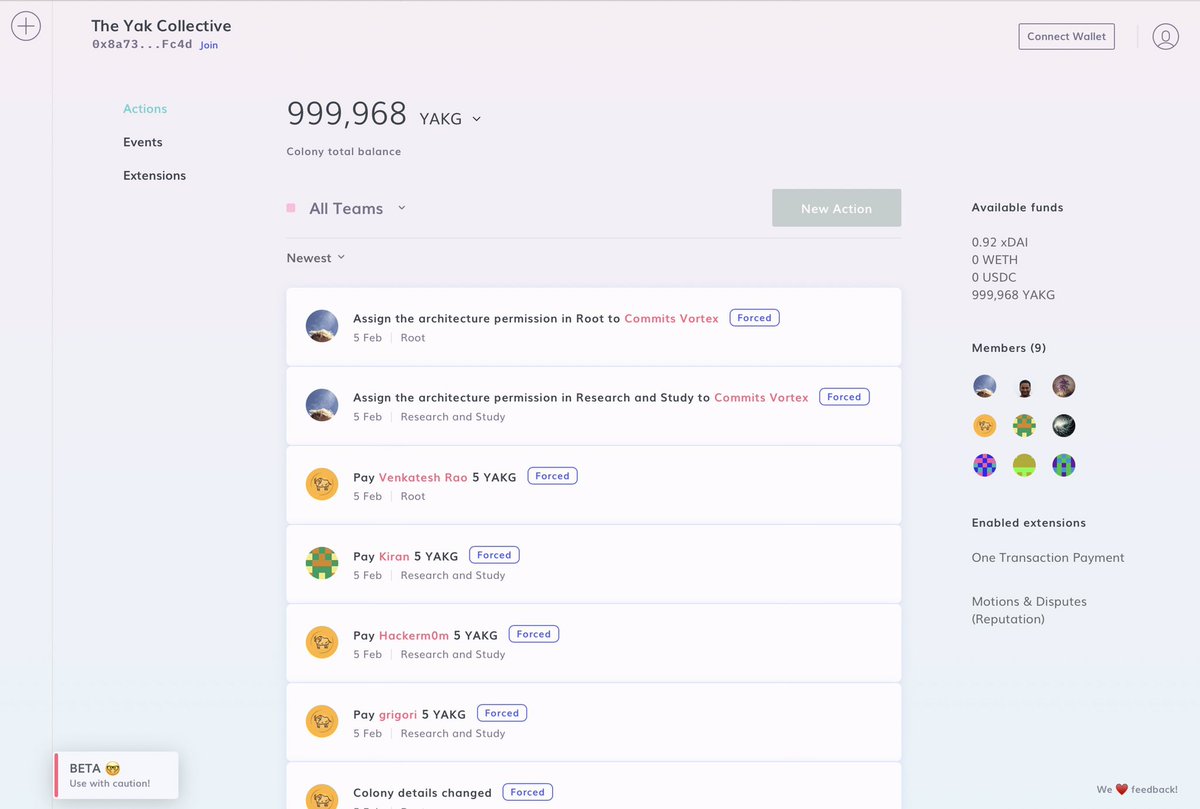 The Yak Collective
0x8a73...Fc4d Join
Connect Wallet
Actions
Events
Extensions
999,968 YAKG
Colony total balance
All Teams
New Action
Newest
Assign the architecture permission in Root to Commits Vortex Forced
5 Feb Root
Assign the architecture permission in Research and Study to Commits Vortex Forced
5 Feb Research and Study
Pay Venkatesh Rao 5 YAKG Forced
5 Feb Root
Pay Kiran 5 YAKG Forced
5 Feb Research and Study
Pay Hackerm0m 5 YAKG Forced
5 Feb Research and Study
Pay grigori 5 YAKG Forced
5 Feb Research and Study
Colony details changed Forced
Available funds
0.92 xDAI
0 WETH
0 USDC
999,968 YAKG
Members (9)
Enabled extensions
One Transaction Payment
Motions & Disputes
(Reputation)
BETA 🤓
Use with caution!
We ❤️ feedback!